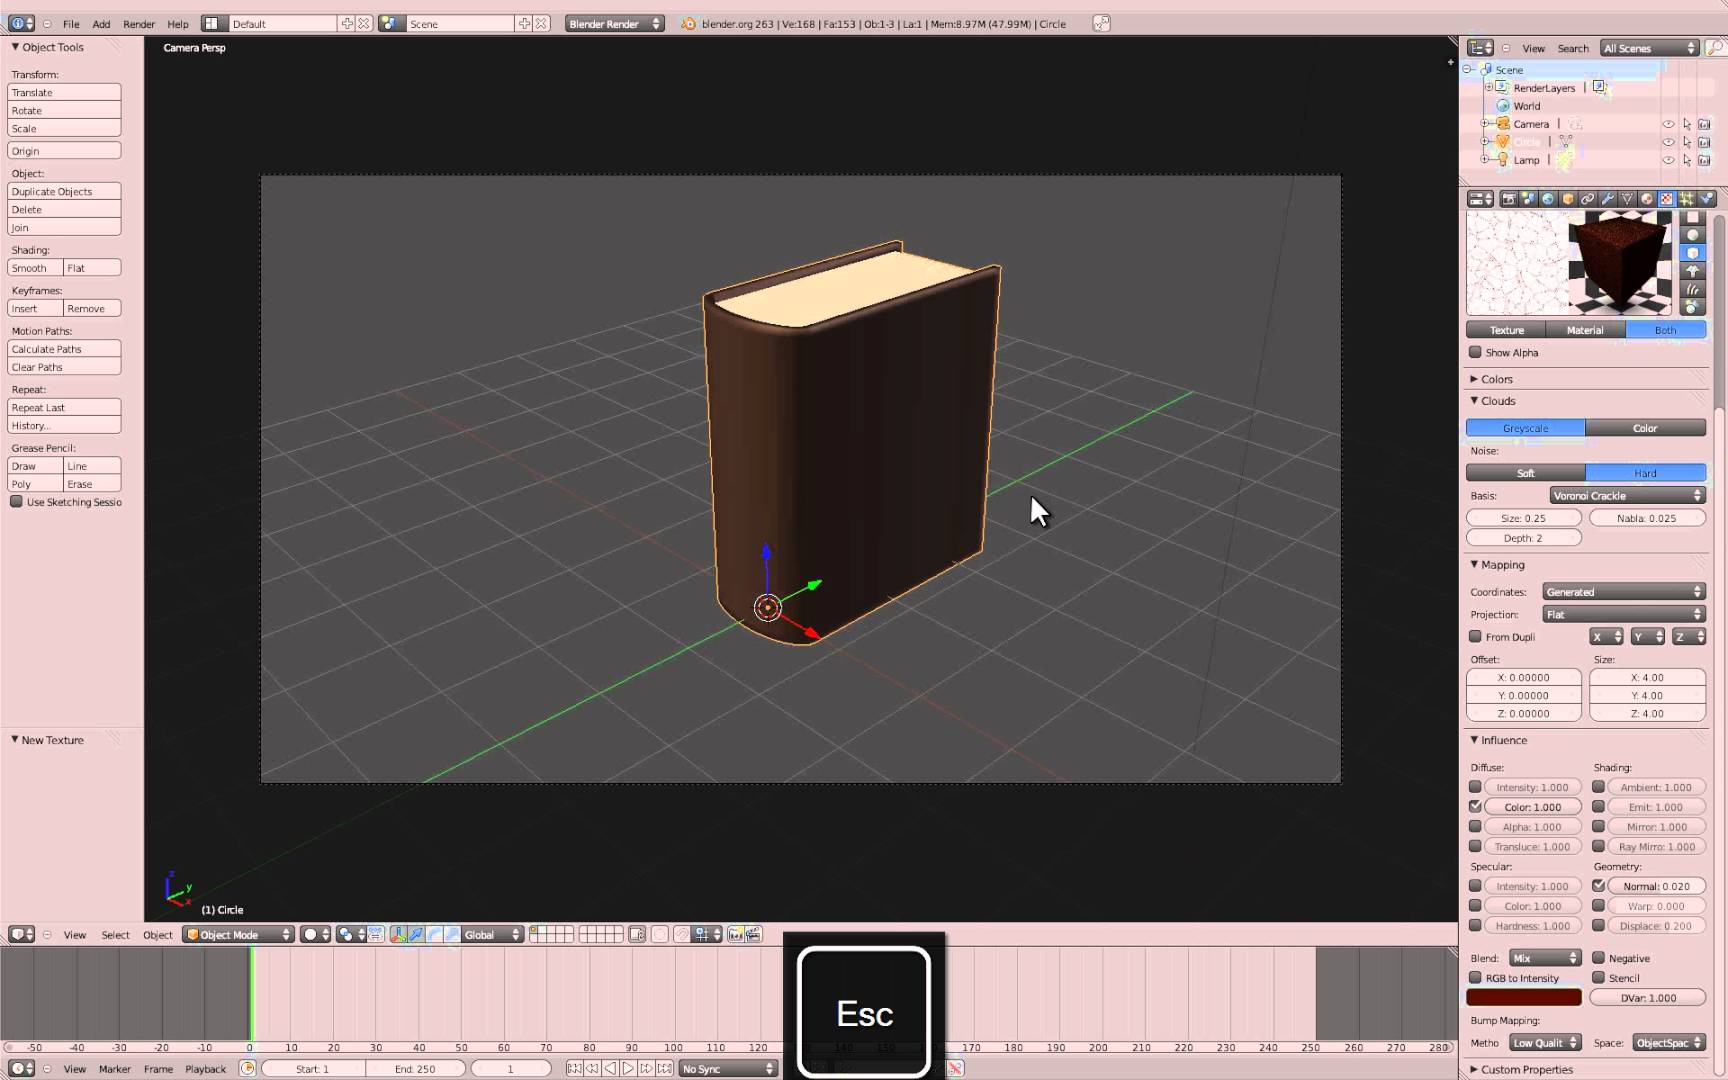 File Add Render Help Default Scene Blender Render blender.org 263 | Ve:168 | Fa:153 | Ob:1-3 | La:1 | Mem:8.97M (47.99M) | Circle
Object Tools
Transform:
Translate
Rotate
Scale
Origin
Object:
Duplicate Objects
Delete
Join
Shading:
Smooth Flat
Keyframes:
Insert Remove
Motion Paths:
Calculate Paths
Clear Paths
Repeat:
Repeat Last
History...
Grease Pencil:
Draw Line
Poly Erase
Use Sketching Sessio
New Texture
Camera Persp
z
y
x
(1) Circle
View Search All Scenes
Scene
RenderLayers |
World
Camera |
Circle |
Lamp |
Texture Material Both
Show Alpha
Colors
Clouds
Greyscale Color
Noise:
Soft Hard
Basis: Voronoi Crackle
Size: 0.25 Nabla: 0.025
Depth: 2
Mapping
Coordinates: Generated
Projection: Flat
From Dupli X Y Z
Offset: Size:
X: 0.00000 X: 4.00
Y: 0.00000 Y: 4.00
Z: 0.00000 Z: 4.00
Influence
Diffuse: Shading:
Intensity: 1.000 Ambient: 1.000
Color: 1.000 Emit: 1.000
Alpha: 1.000 Mirror: 1.000
Transluce: 1.000 Ray Mirro: 1.000
Specular: Geometry:
Intensity: 1.000 Normal: 0.020
Color: 1.000 Warp: 0.000
Hardness: 1.000 Displace: 0.200
Blend: Mix Negative
RGB to Intensity Stencil
DVar: 1.000
Bump Mapping:
Metho Low Qualit Space: ObjectSpac
Custom Properties
View Select Object Object Mode Global
Esc
-50 -40 -30 -20 -10 0 10 20 30 40 50 60 70 80 90 100 110 120 140 150 160 170 180 190 200 210 220 230 240 250 260 270 280
View Marker Frame Playback Start: 1 End: 250 1 No Sync